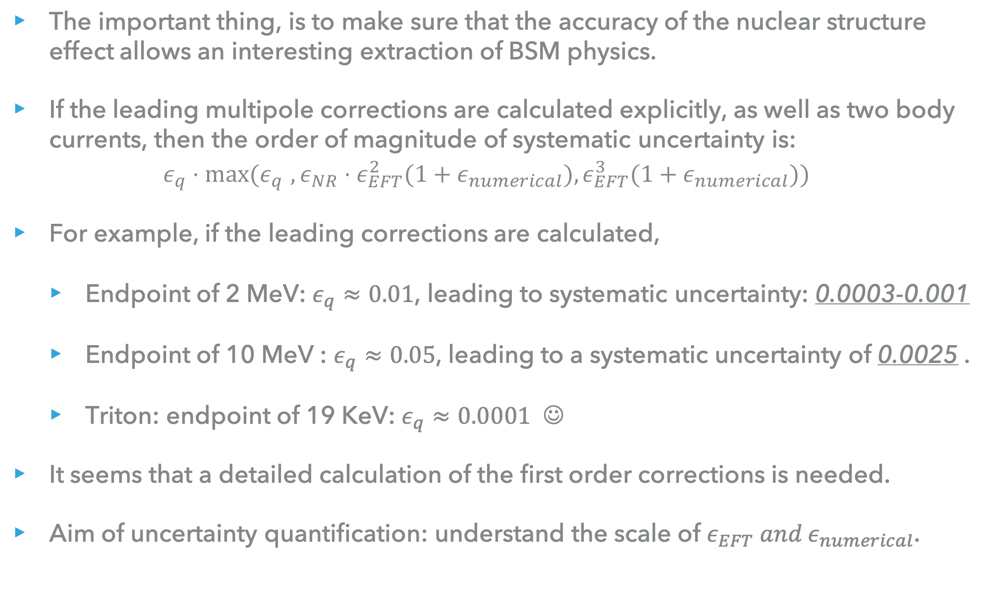 ▸ The important thing, is to make sure that the accuracy of the nuclear structure
effect allows an interesting extraction of BSM physics.
▸ If the leading multipole corrections are calculated explicitly, as well as two body
currents, then the order of magnitude of systematic uncertainty is:
$\epsilon_q \cdot \max(\epsilon_q , \epsilon_{NR} \cdot \epsilon_{EFT}^2 (1 + \epsilon_{numerical}), \epsilon_{EFT}^3 (1 + \epsilon_{numerical}))$
▸ For example, if the leading corrections are calculated,
▸ Endpoint of 2 MeV: $\epsilon_q \approx 0.01$, leading to systematic uncertainty: 0.0003-0.001
▸ Endpoint of 10 MeV : $\epsilon_q \approx 0.05$, leading to a systematic uncertainty of 0.0025 .
▸ Triton: endpoint of 19 KeV: $\epsilon_q \approx 0.0001$ ☺
▸ It seems that a detailed calculation of the first order corrections is needed.
▸ Aim of uncertainty quantification: understand the scale of $\epsilon_{EFT}$ and $\epsilon_{numerical}$.